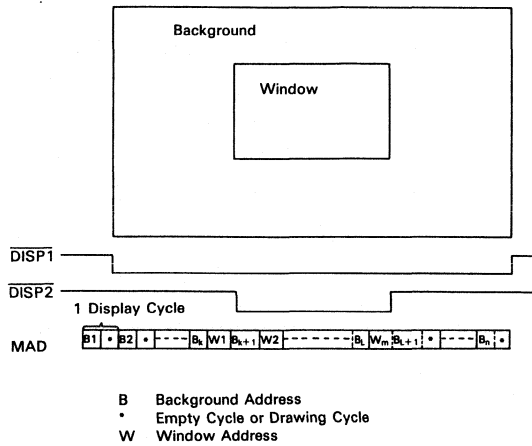 Background
Window
DISP1
DISP2
1 Display Cycle
MAD B1 • B2 • Bk W1 Bk+1 W2 BL Wm BL+1 • Bn •
B Background Address
• Empty Cycle or Drawing Cycle
W Window Address